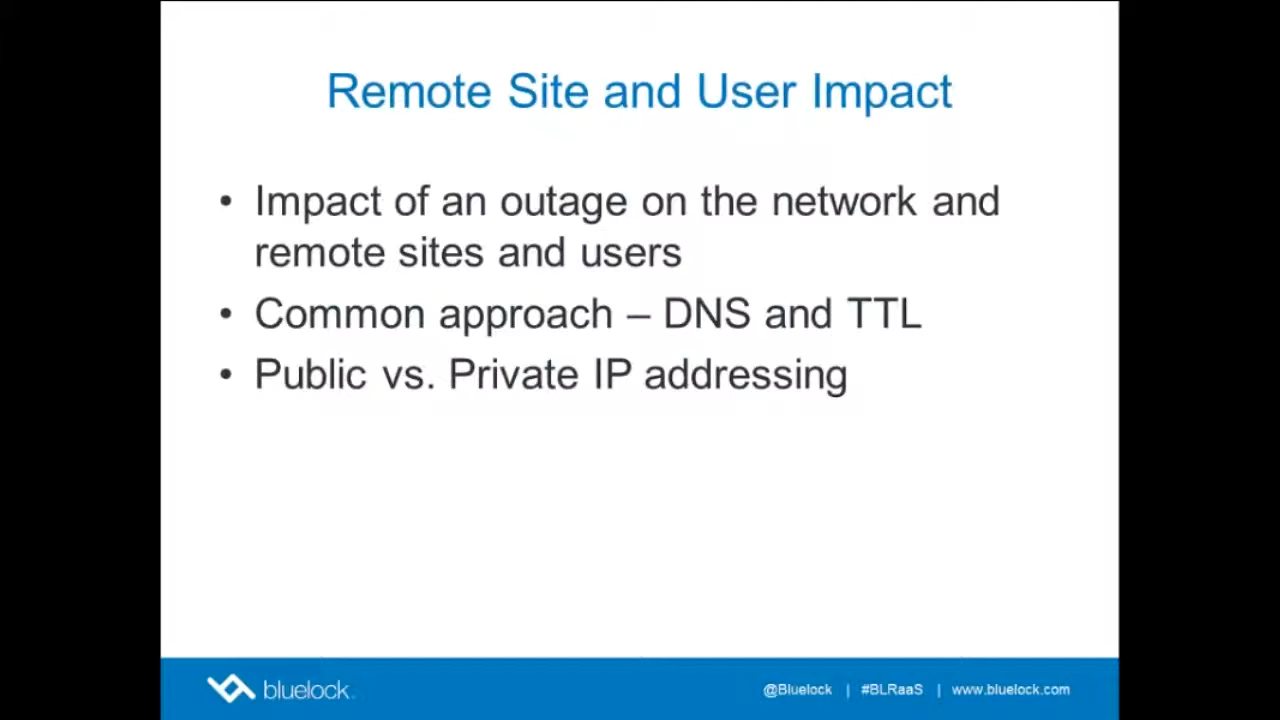 Remote Site and User Impact
• Impact of an outage on the network and
remote sites and users
• Common approach – DNS and TTL
• Public vs. Private IP addressing
bluelock
@Bluelock | #BLRaaS | www.bluelock.com